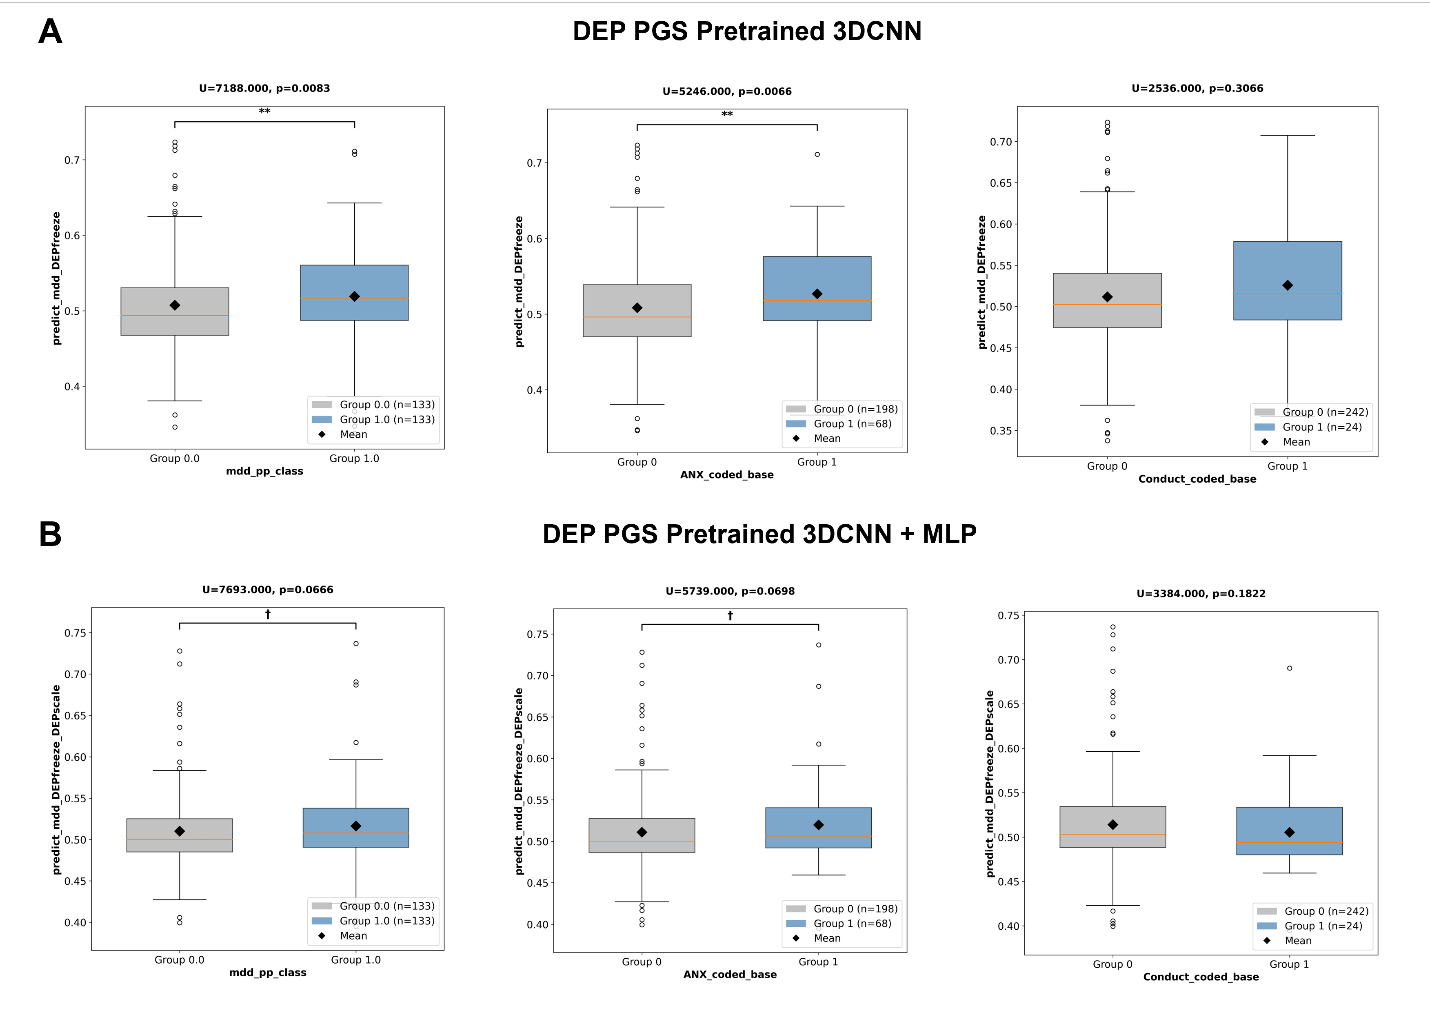 A
DEP PGS Pretrained 3DCNN
U=7188.000, p=0.0083
**
0.7
0.6
0.5
0.4
predict_mdd_DEPfreeze
Group 0.0 (n=133)
Group 1.0 (n=133)
Mean
Group 0.0
Group 1.0
mdd_pp_class
U=5246.000, p=0.0066
**
0.7
0.6
0.5
0.4
predict_mdd_DEPfreeze
Group 0 (n=198)
Group 1 (n=68)
Mean
Group 0
Group 1
ANX_coded_base
U=2536.000, p=0.3066
0.70
0.65
0.60
0.55
0.50
0.45
0.40
0.35
predict_mdd_DEPfreeze
Group 0 (n=242)
Group 1 (n=24)
Mean
Group 0
Group 1
Conduct_coded_base
B
DEP PGS Pretrained 3DCNN + MLP
U=7693.000, p=0.0666
†
0.75
0.70
0.65
0.60
0.55
0.50
0.45
0.40
predict_mdd_DEPfreeze_DEPscale
Group 0.0 (n=133)
Group 1.0 (n=133)
Mean
Group 0.0
Group 1.0
mdd_pp_class
U=5739.000, p=0.0698
†
0.75
0.70
0.65
0.60
0.55
0.50
0.45
0.40
predict_mdd_DEPfreeze_DEPscale
Group 0 (n=198)
Group 1 (n=68)
Mean
Group 0
Group 1
ANX_coded_base
U=3384.000, p=0.1822
0.75
0.70
0.65
0.60
0.55
0.50
0.45
0.40
predict_mdd_DEPfreeze_DEPscale
Group 0 (n=242)
Group 1 (n=24)
Mean
Group 0
Group 1
Conduct_coded_base